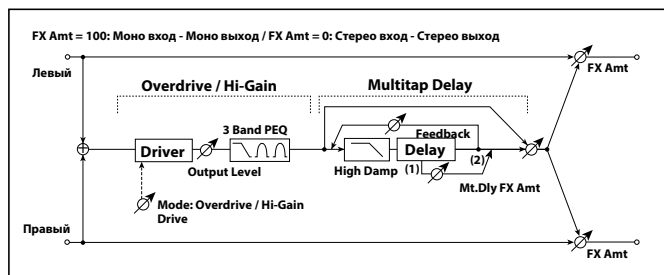 FX Amt = 100: Моно вход - Моно выход / FX Amt = 0: Стерео вход - Стерео выход
Левый
FX Amt
Overdrive / Hi-Gain
Multitap Delay
3 Band PEQ
Feedback
Driver
Delay
(1)
(2)
Output Level
High Damp
Mt.Dly FX Amt
Mode: Overdrive / Hi-Gain
Drive
Правый
FX Amt